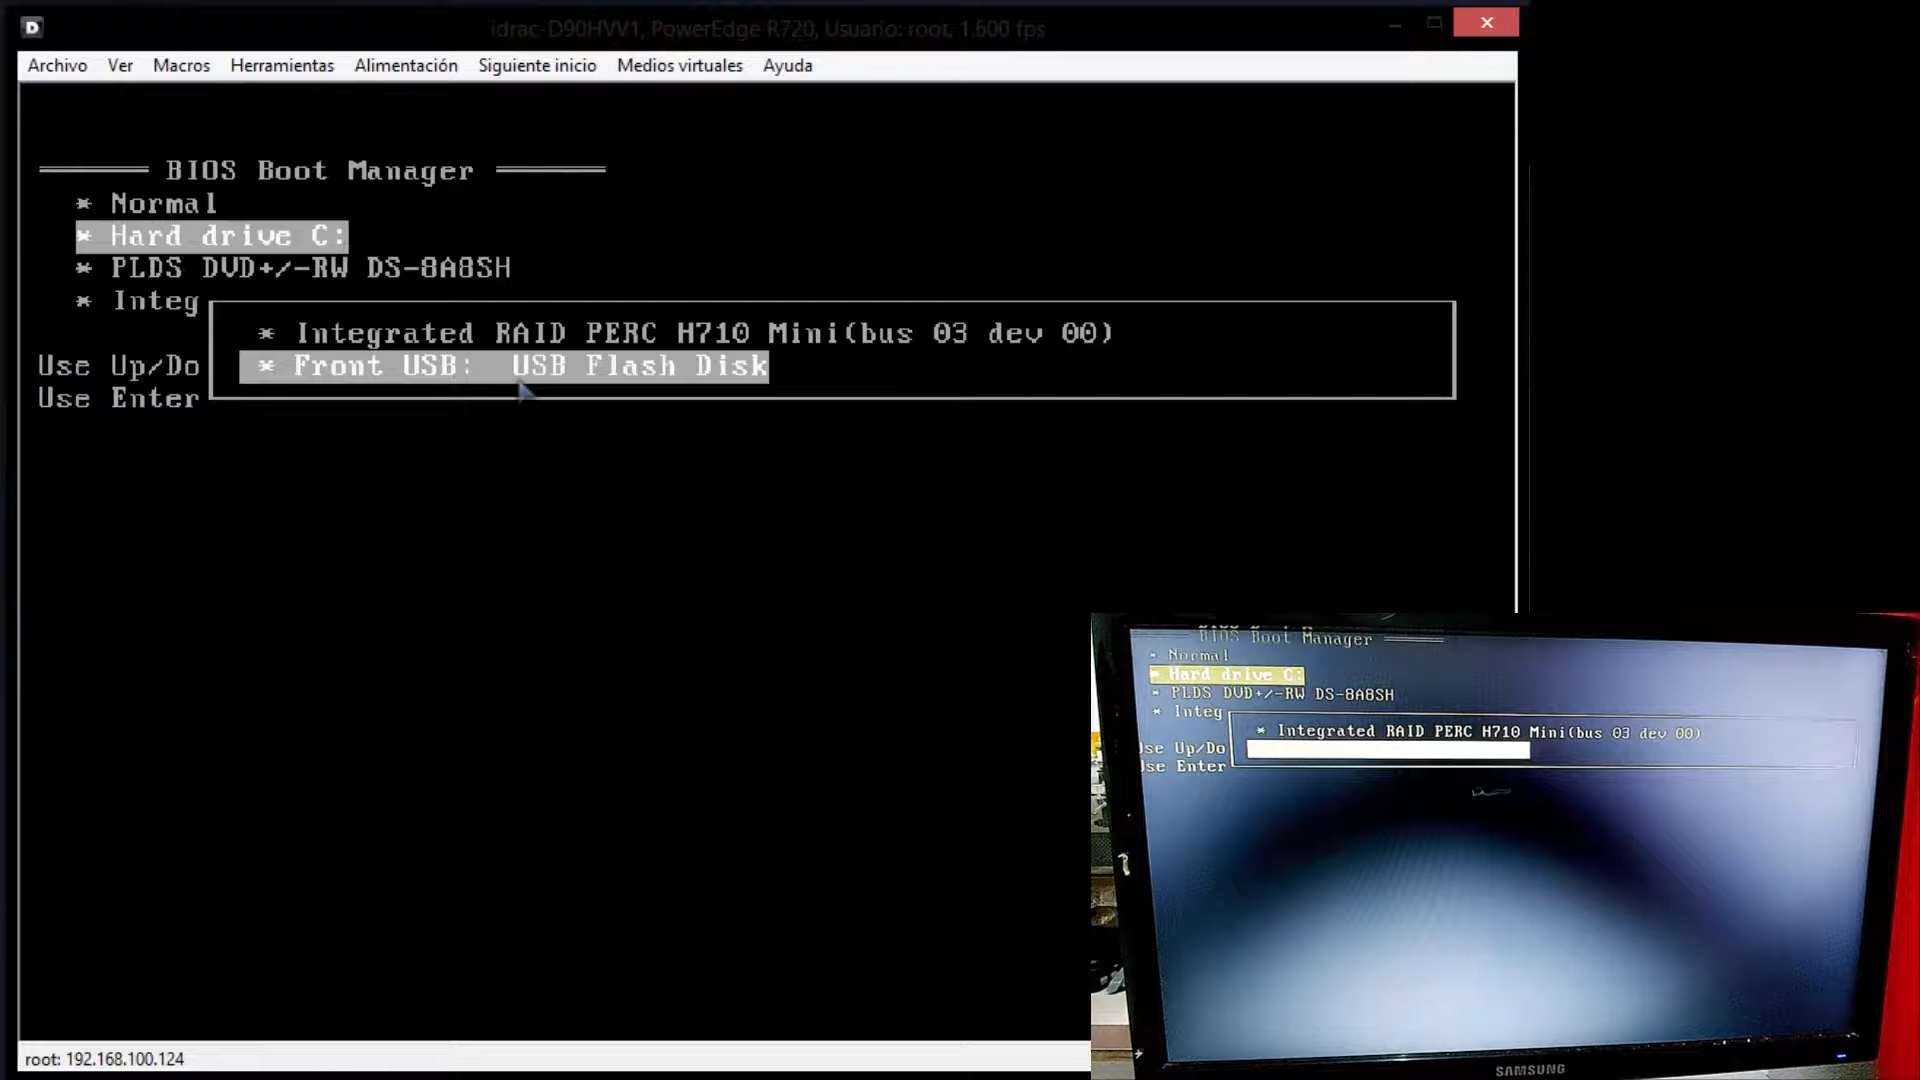 idrac-D90HVV1, PowerEdge R720, Usuario: root, 1.600 fps
Archivo Ver Macros Herramientas Alimentación Siguiente inicio Medios virtuales Ayuda
BIOS Boot Manager
* Normal
* Hard drive C:
* PLDS DVD+/-RW DS-8A8SH
* Integ
* Integrated RAID PERC H710 Mini(bus 03 dev 00)
Use Up/Do
* Front USB: USB Flash Disk
Use Enter
root: 192.168.100.124
BIOS Boot Manager
* Normal
* Hard drive C:
* PLDS DVD+/-RW DS-8A8SH
* Integ
* Integrated RAID PERC H710 Mini(bus 03 dev 00)
Use Up/Do
Use Enter
SAMSUNG